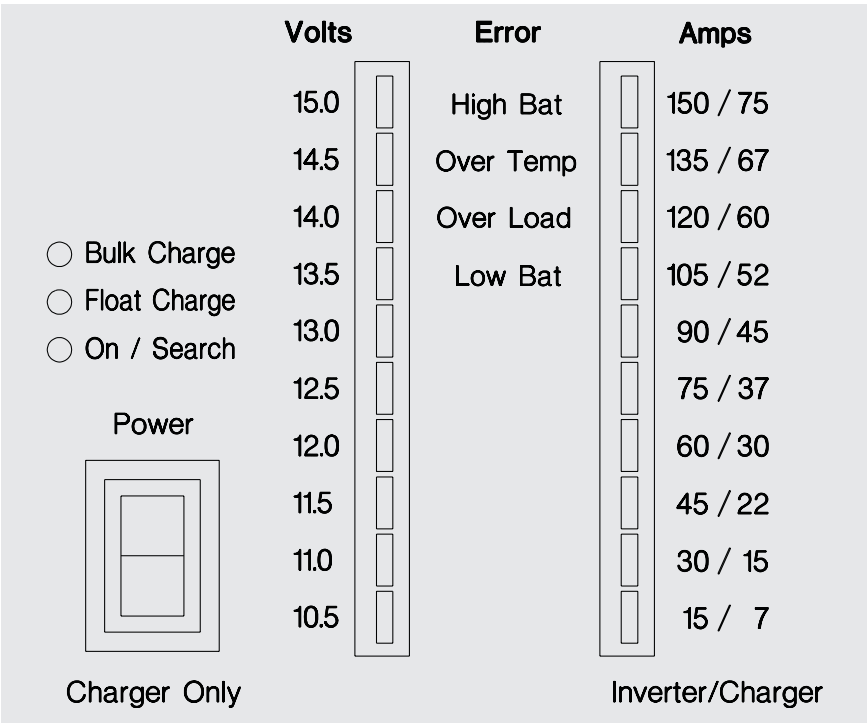 Volts Error Amps
15.0 High Bat 150 / 75
14.5 Over Temp 135 / 67
14.0 Over Load 120 / 60
Bulk Charge
13.5 Low Bat 105 / 52
Float Charge
13.0 90 / 45
On / Search
12.5 75 / 37
Power
12.0 60 / 30
11.5 45 / 22
11.0 30 / 15
10.5 15 / 7
Charger Only Inverter/Charger